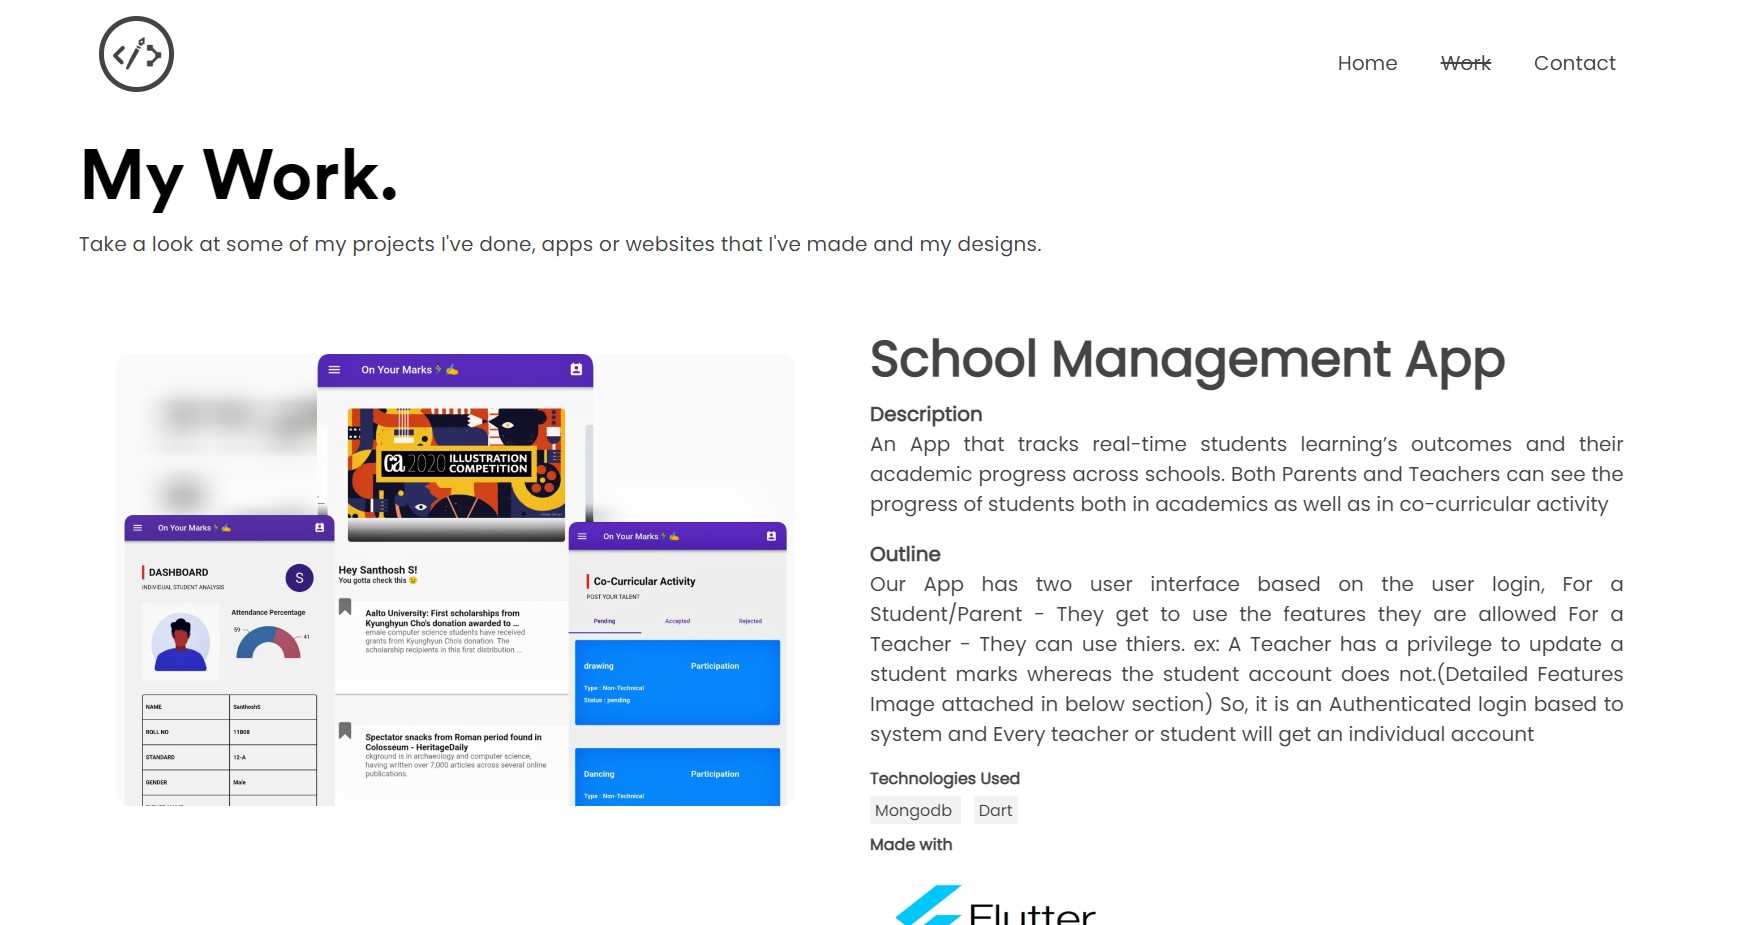 Home Work Contact
My Work.
Take a look at some of my projects I've done, apps or websites that I've made and my designs.
On Your Marks
ca 2020 ILLUSTRATION
COMPETITION
Hey Santhosh S!
You gotta check this 😉
Aalto University: First scholarships from
Kyunghyun Cho's donation awarded to ...
emale computer science students have received
grants from Kyunghyun Cho's donation. The
scholarship recipients in this first distribution ...
Spectator snacks from Roman period found in
Colosseum - HeritageDaily
ckground is in archaeology and computer science,
having written over 7,000 articles across several online
publications.
On Your Marks
DASHBOARD
S
INDIVIDUAL STUDENT ANALYSIS
Attendance Percentage
59
41
NAME SanthoshS
ROLL NO 11B08
STANDARD 12-A
GENDER Male
On Your Marks
Co-Curricular Activity
POST YOUR TALENT
Pending Accepted Rejected
drawing Participation
Type : Non-Technical
Status : pending
Dancing Participation
Type : Non-Technical
School Management App
Description
An App that tracks real-time students learning’s outcomes and their
academic progress across schools. Both Parents and Teachers can see the
progress of students both in academics as well as in co-curricular activity
Outline
Our App has two user interface based on the user login, For a
Student/Parent - They get to use the features they are allowed For a
Teacher - They can use thiers. ex: A Teacher has a privilege to update a
student marks whereas the student account does not.(Detailed Features
Image attached in below section) So, it is an Authenticated login based to
system and Every teacher or student will get an individual account
Technologies Used
Mongodb Dart
Made with
Flutter